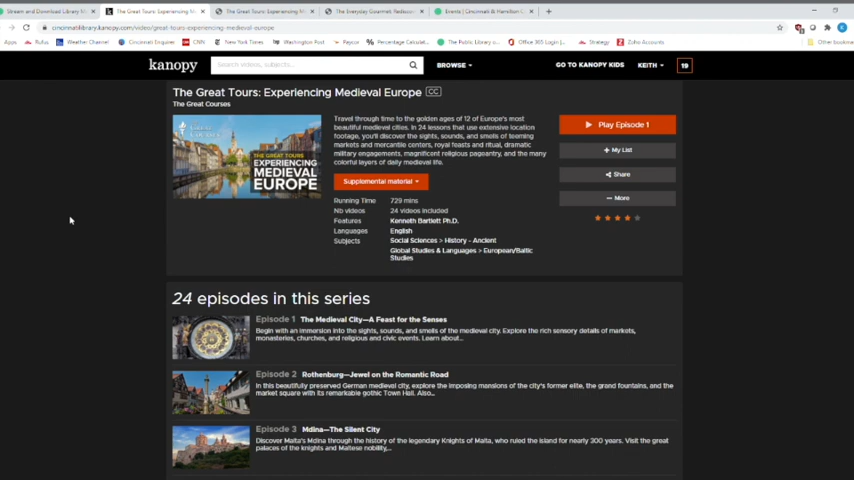 Stream and Download Library M
The Great Tours: Experiencing M
The Great Tours: Experiencing M
The Everyday Gourmet: Rediscov
Events | Cincinnati & Hamilton C
cincinnatilibrary.kanopy.com/video/great-tours-experiencing-medieval-europe
Apps Rufus Weather Channel Cincinnati Enquirer CNN New York Times Washington Post Keycor Percentage Calculat... The Public Library o... Office 365 Login |... Strategy Zoho Accounts Other bookma
kanopy Search videos, subjects... BROWSE GO TO KANOPY KIDS KEITH 19
The Great Tours: Experiencing Medieval Europe CC
The Great Courses
THE GREAT TOURS
EXPERIENCING
MEDIEVAL
EUROPE
Travel through time to the golden ages of 12 of Europe's most
beautiful medieval cities. In 24 lessons that use extensive location
footage, you'll discover the sights, sounds, and smells of teeming
markets and mercantile centers, royal feasts and ritual, dramatic
military engagements, magnificent religious pageantry, and the many
colorful layers of daily medieval life.
Supplemental material
Running Time 729 mins
Nb videos 24 videos included
Features Kenneth Bartlett Ph.D.
Languages English
Subjects Social Sciences > History - Ancient
Global Studies & Languages > European/Baltic
Studies
Play Episode 1
+ My List
Share
— More
24 episodes in this series
Episode 1 The Medieval City—A Feast for the Senses
Begin with an immersion into the sights, sounds, and smells of the medieval city. Explore the rich sensory details of markets,
monasteries, churches, and religious and civic events. Learn about...
Episode 2 Rothenburg—Jewel on the Romantic Road
In this beautifully preserved German medieval city, explore the imposing mansions of the city's former elite, the grand fountains, and the
market square with its remarkable gothic Town Hall. Also...
Episode 3 Mdina—The Silent City
Discover Malta's Mdina through the history of the legendary Knights of Malta, who ruled the island for nearly 300 years. Visit the great
palaces of the knights and Maltese nobility,...